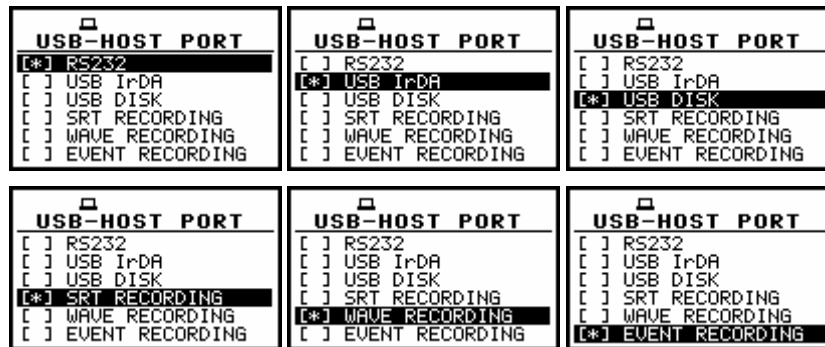 USB-HOST PORT
[*] RS232
[ ] USB IrDA
[ ] USB DISK
[ ] SRT RECORDING
[ ] WAVE RECORDING
[ ] EVENT RECORDING
USB-HOST PORT
[ ] RS232
[*] USB IrDA
[ ] USB DISK
[ ] SRT RECORDING
[ ] WAVE RECORDING
[ ] EVENT RECORDING
USB-HOST PORT
[ ] RS232
[ ] USB IrDA
[*] USB DISK
[ ] SRT RECORDING
[ ] WAVE RECORDING
[ ] EVENT RECORDING
USB-HOST PORT
[ ] RS232
[ ] USB IrDA
[ ] USB DISK
[*] SRT RECORDING
[ ] WAVE RECORDING
[ ] EVENT RECORDING
USB-HOST PORT
[ ] RS232
[ ] USB IrDA
[ ] USB DISK
[ ] SRT RECORDING
[*] WAVE RECORDING
[ ] EVENT RECORDING
USB-HOST PORT
[ ] RS232
[ ] USB IrDA
[ ] USB DISK
[ ] SRT RECORDING
[ ] WAVE RECORDING
[*] EVENT RECORDING